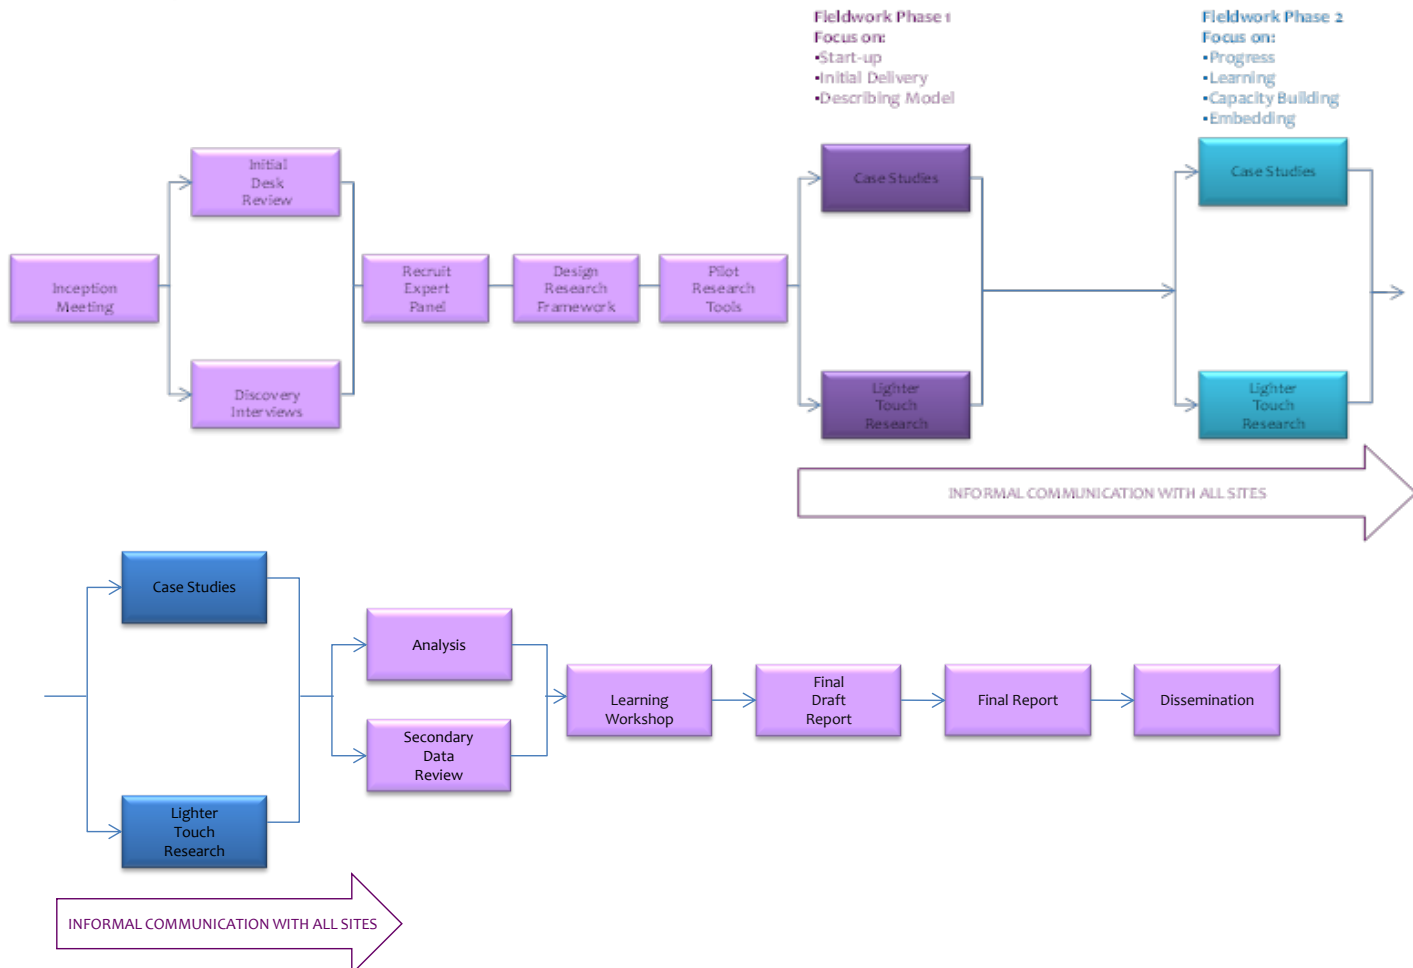 Fieldwork Phase 1
Focus on:
•Start-up
•Initial Delivery
•Describing Model
Fieldwork Phase 2
Focus on:
•Progress
•Learning
•Capacity Building
•Embedding
Initial
Desk
Review
Case Studies
Case Studies
Inception
Meeting
Recruit
Expert
Panel
Design
Research
Framework
Pilot
Research
Tools
Discovery
Interviews
Lighter
Touch
Research
Lighter
Touch
Research
INFORMAL COMMUNICATION WITH ALL SITES
Case Studies
Analysis
Learning
Workshop
Final
Draft
Report
Final Report
Dissemination
Secondary
Data
Review
Lighter
Touch
Research
INFORMAL COMMUNICATION WITH ALL SITES